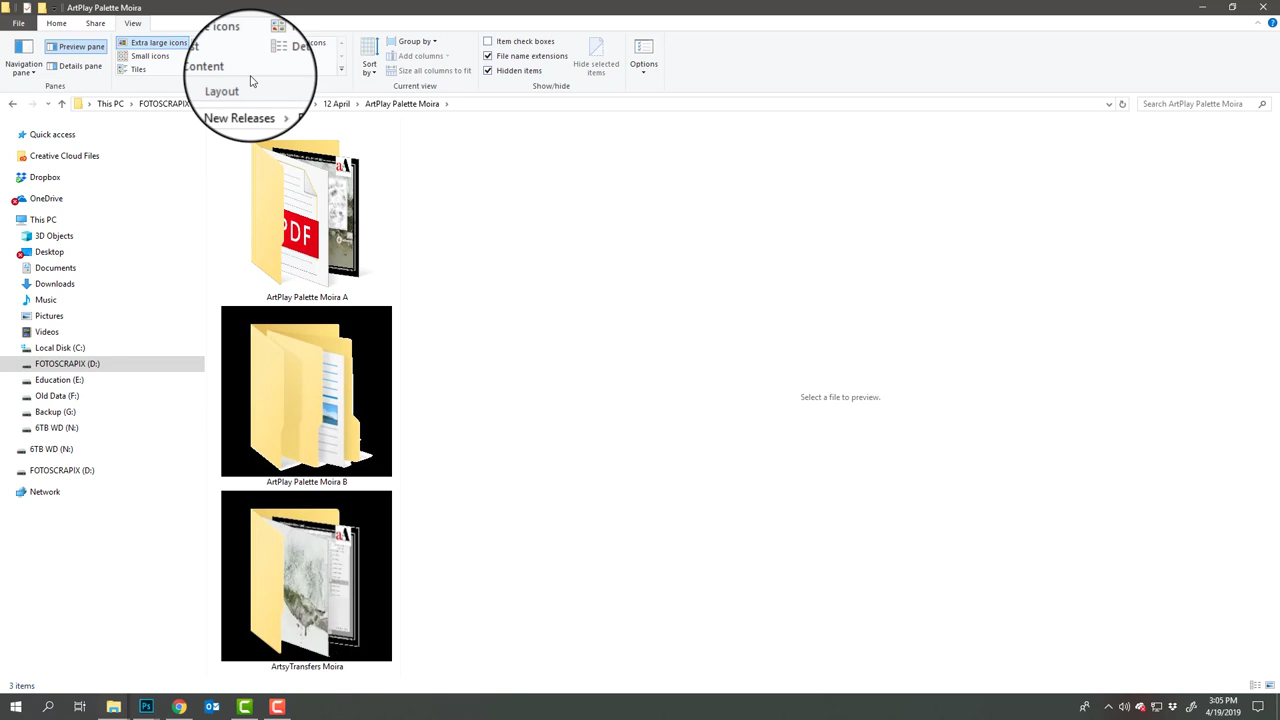 ArtPlay Palette Moira
File Home Share View
Navigation pane
Preview pane
Details pane
Panes
Extra large icons
Small icons
Tiles
Content
Layout
New Releases
Sort by
Group by
Add columns
Size all columns to fit
Current view
Item check boxes
File name extensions
Hidden items
Hide selected items
Show/hide
Options
This PC FOTOSCRAPIX 12 April ArtPlay Palette Moira
Search ArtPlay Palette Moira
Quick access
Creative Cloud Files
Dropbox
OneDrive
This PC
3D Objects
Desktop
Documents
Downloads
Music
Pictures
Videos
Local Disk (C:)
FOTOSCRAPIX (D:)
Education (E:)
Old Data (F:)
Backup (G:)
6TB WD (N:)
6TB WD (N:)
FOTOSCRAPIX (D:)
Network
aA
PDF
ArtPlay Palette Moira A
ArtPlay Palette Moira B
aA
ArtsyTransfers Moira
Select a file to preview.
3 items
Ps
3:05 PM
4/19/2019